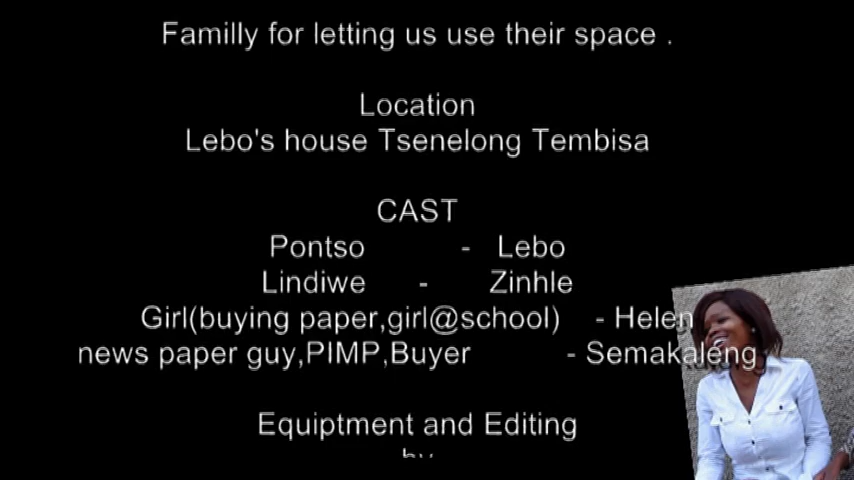 Familly for letting us use their space .
Location
Lebo's house Tsenelong Tembisa
CAST
Pontso - Lebo
Lindiwe - Zinhle
Girl(buying paper,girl@school) - Helen
news paper guy,PIMP,Buyer - Semakaleng
Equiptment and Editing
by